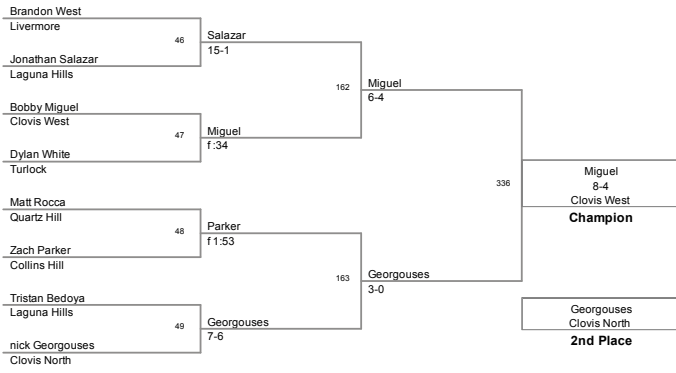 Brandon West
Livermore
46
Salazar
15-1
Jonathan Salazar
Laguna Hills
162
Miguel
6-4
Bobby Miguel
Clovis West
47
Miguel
f :34
Dylan White
Turlock
336
Miguel
8-4
Clovis West
Champion
Matt Rocca
Quartz Hill
48
Parker
f 1:53
Zach Parker
Collins Hill
163
Georgouses
3-0
Tristan Bedoya
Laguna Hills
49
Georgouses
7-6
nick Georgouses
Clovis North
Georgouses
Clovis North
2nd Place